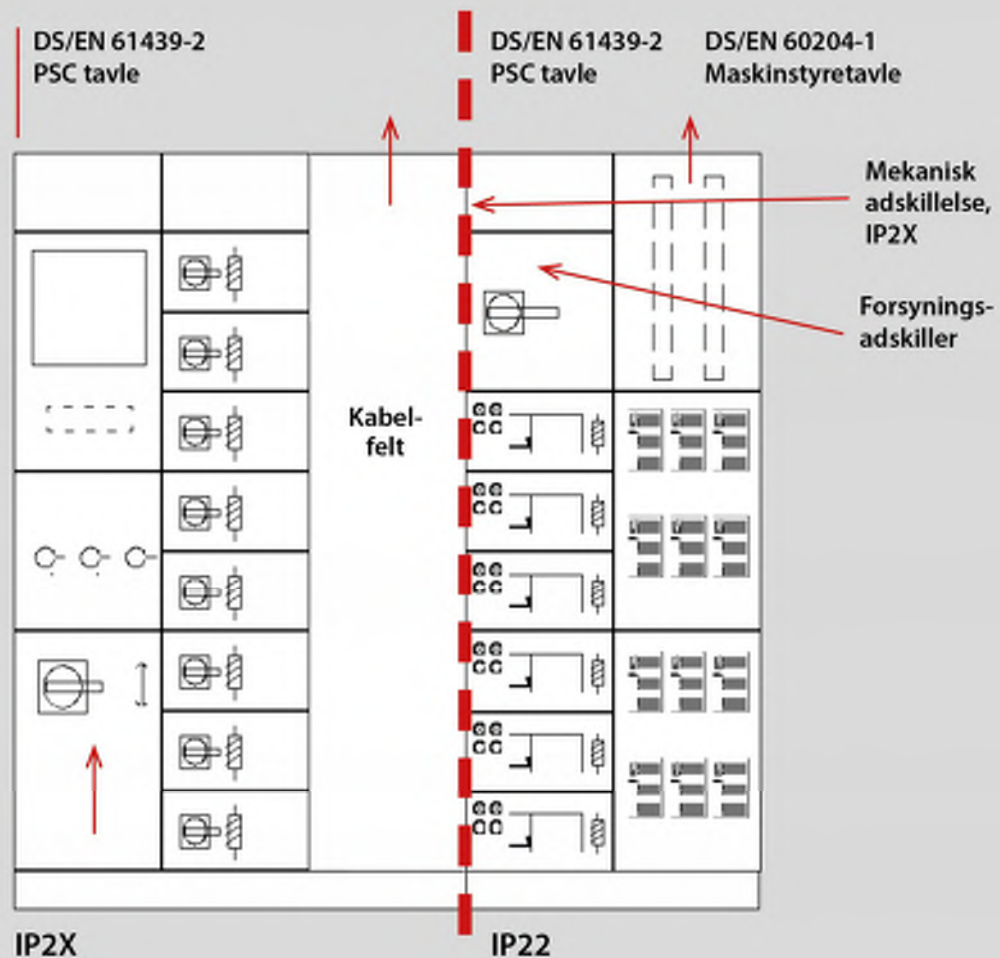 DS/EN 61439-2
PSC tavle
DS/EN 61439-2
PSC tavle
DS/EN 60204-1
Maskinstyretavle
Mekanisk
adskillelse,
IP2X
Forsynings-
adskiller
Kabel-
felt
IP2X
IP22